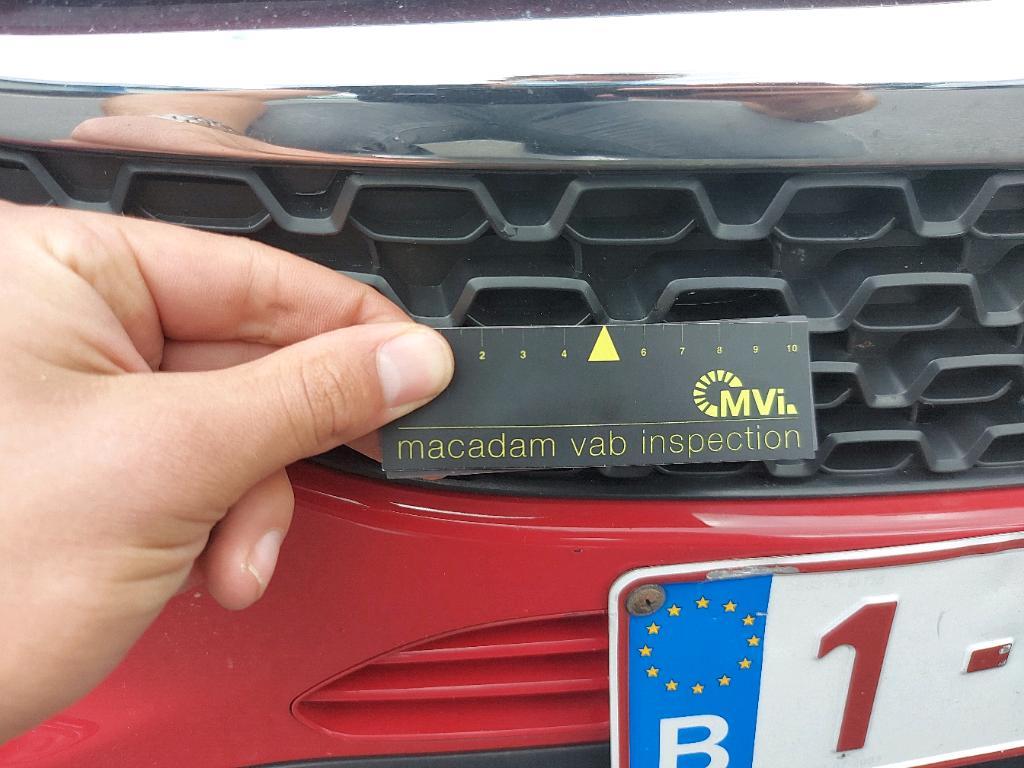 2 3 4 6 7 8 9 10
MVi.
macadam vab inspection
1-
B